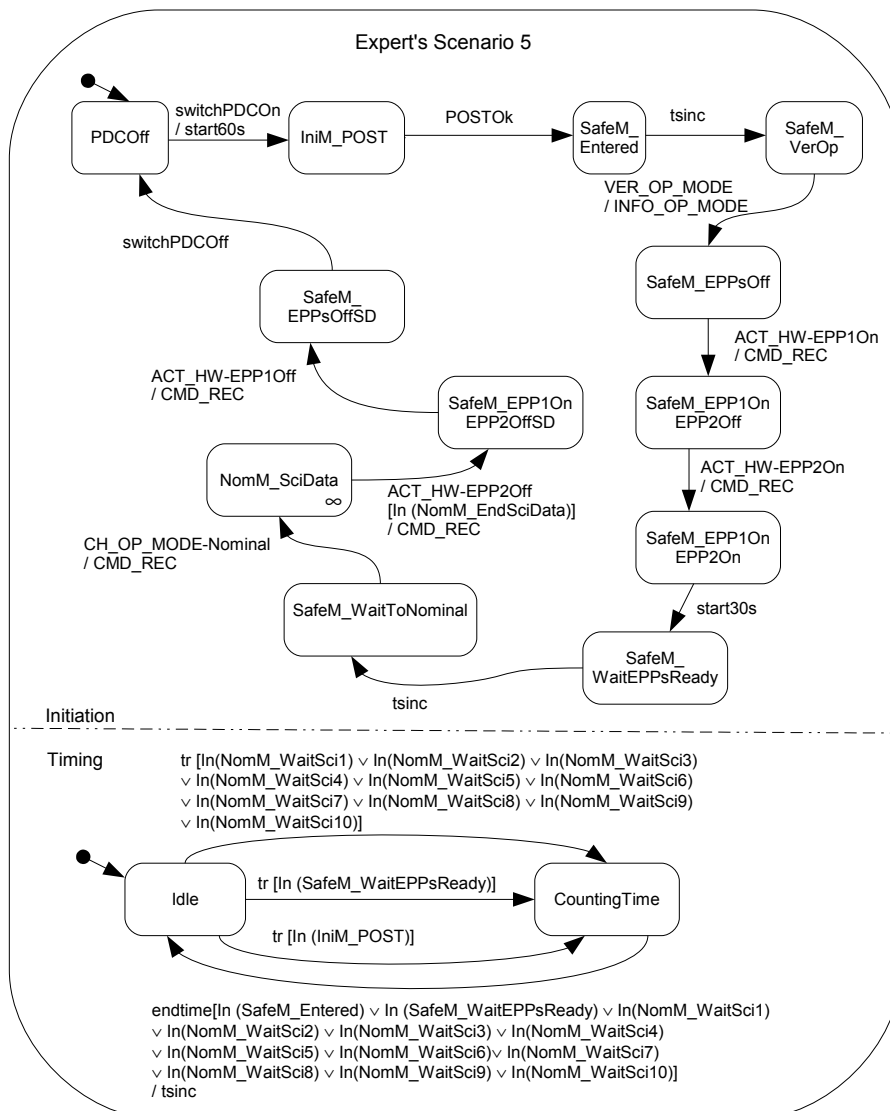 Expert's Scenario 5
switchPDCOn
/ start60s
POSTOk
tsinc
PDCOff
IniM_POST
SafeM_
Entered
SafeM_
VerOp
VER_OP_MODE
/ INFO_OP_MODE
switchPDCOff
SafeM_EPPsOff
SafeM_
EPPsOffSD
ACT_HW-EPP1On
/ CMD_REC
ACT_HW-EPP1Off
/ CMD_REC
SafeM_EPP1On
EPP2OffSD
SafeM_EPP1On
EPP2Off
NomM_SciData
∞
ACT_HW-EPP2Off
[In (NomM_EndSciData)]
/ CMD_REC
ACT_HW-EPP2On
/ CMD_REC
CH_OP_MODE-Nominal
/ CMD_REC
SafeM_EPP1On
EPP2On
SafeM_WaitToNominal
start30s
SafeM_
WaitEPPsReady
tsinc
Initiation
Timing
tr [In(NomM_WaitSci1) ∨ In(NomM_WaitSci2) ∨ In(NomM_WaitSci3)
∨ In(NomM_WaitSci4) ∨ In(NomM_WaitSci5) ∨ In(NomM_WaitSci6)
∨ In(NomM_WaitSci7) ∨ In(NomM_WaitSci8) ∨ In(NomM_WaitSci9)
∨ In(NomM_WaitSci10)]
Idle
tr [In (SafeM_WaitEPPsReady)]
CountingTime
tr [In (IniM_POST)]
endtime[In (SafeM_Entered) ∨ In (SafeM_WaitEPPsReady) ∨ In(NomM_WaitSci1)
∨ In(NomM_WaitSci2) ∨ In(NomM_WaitSci3) ∨ In(NomM_WaitSci4)
∨ In(NomM_WaitSci5) ∨ In(NomM_WaitSci6)∨ In(NomM_WaitSci7)
∨ In(NomM_WaitSci8) ∨ In(NomM_WaitSci9) ∨ In(NomM_WaitSci10)]
/ tsinc